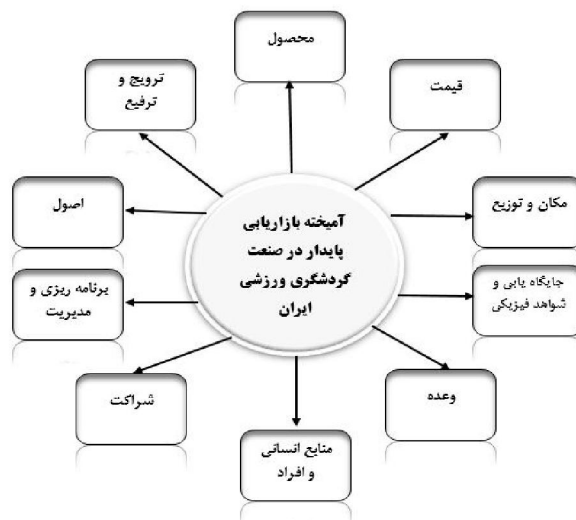 محصول
ترویج و
ترفیع
قیمت
اصول
آمیخته بازاریابی
پایدار در صنعت
گردشگری ورزشی
ایران
مکان و توزیع
برنامه ریزی و
مدیریت
جایگاه یابی و
شواهد فیزیکی
شراکت
وعده
منابع انسانی
و افراد